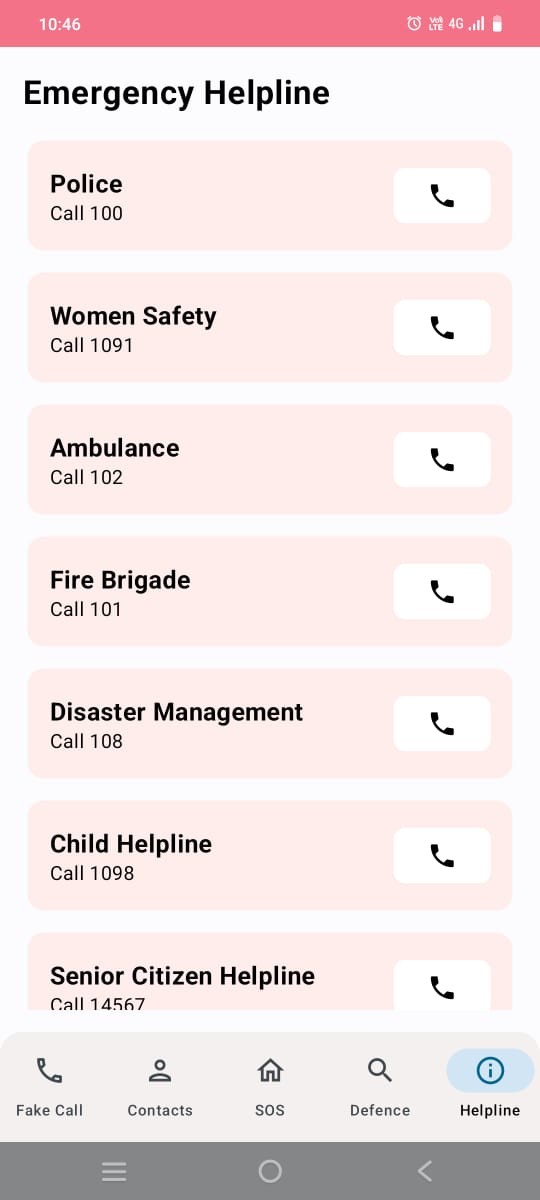 10:46
Vo) LTE 4G
Emergency Helpline
Police
Call 100
Women Safety
Call 1091
Ambulance
Call 102
Fire Brigade
Call 101
Disaster Management
Call 108
Child Helpline
Call 1098
Senior Citizen Helpline
Call 14567
Fake Call
Contacts
SOS
Defence
Helpline